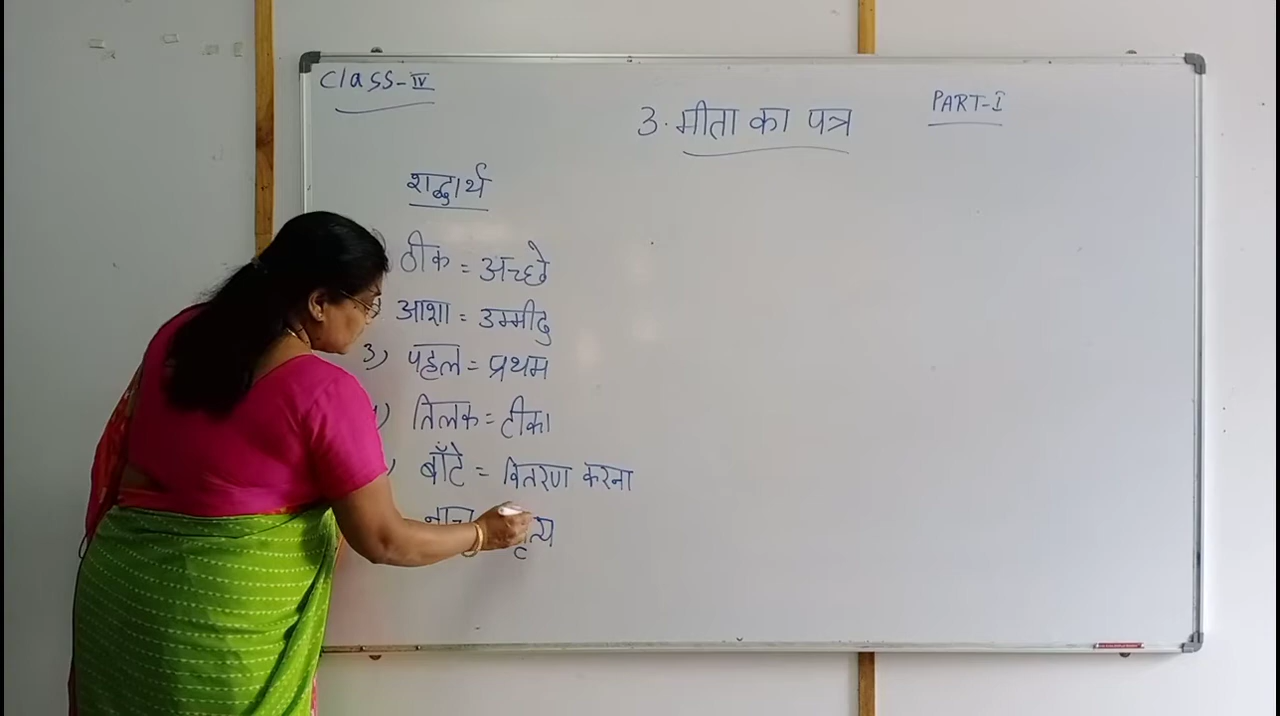 Class-IV
3. मीता का पत्र
PART-I
शब्दार्थ
ठीक = अच्छे
आशा = उम्मीद
3) पहले = प्रथम
तिलक = टीका
बाँटे = वितरण करना
नाच